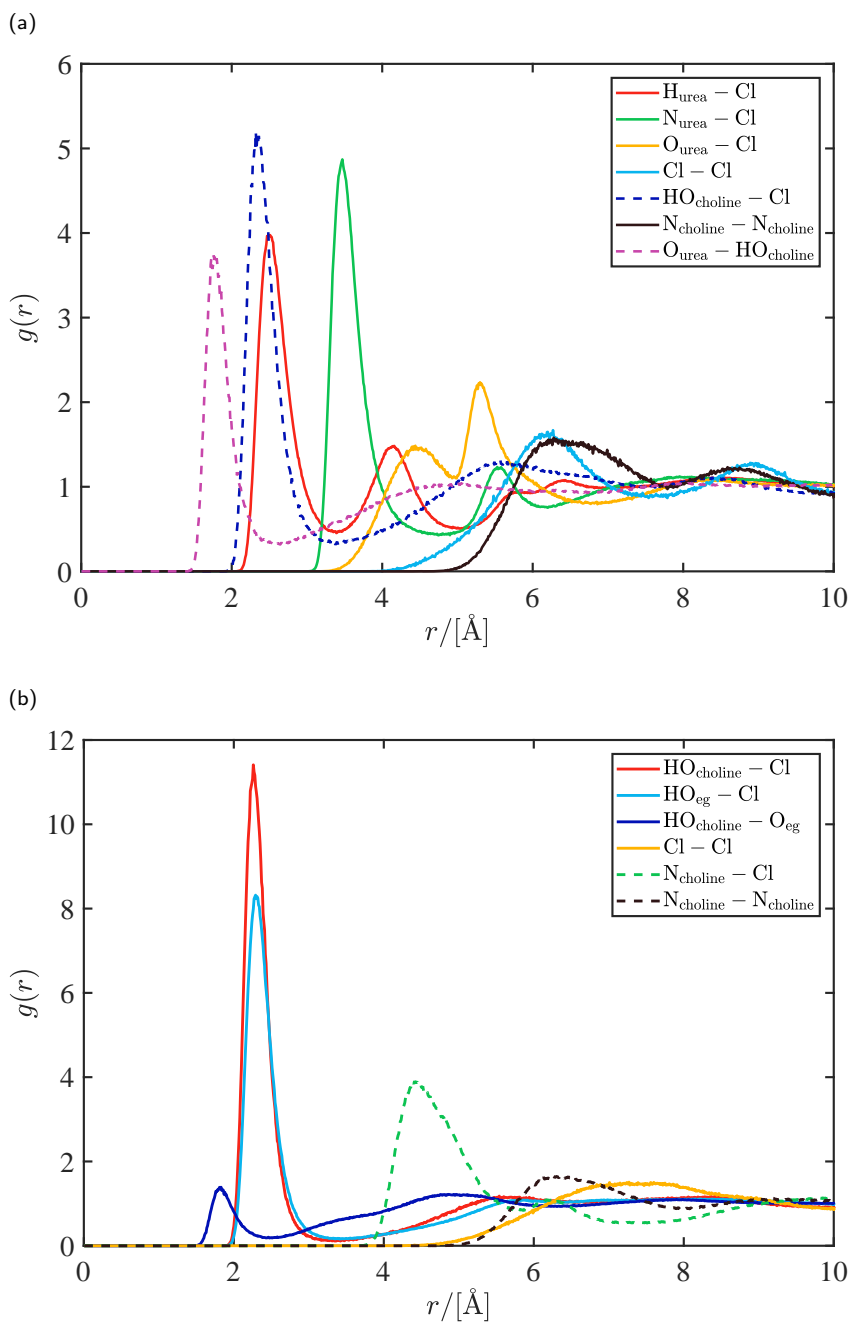 (a)
6
5
4
3
2
1
0
g(r)
H_urea − Cl
N_urea − Cl
O_urea − Cl
Cl − Cl
HO_choline − Cl
N_choline − N_choline
O_urea − HO_choline
0 2 4 6 8 10
r/[Å]
(b)
12
10
8
6
4
2
0
g(r)
HO_choline − Cl
HO_eg − Cl
HO_choline − O_eg
Cl − Cl
N_choline − Cl
N_choline − N_choline
0 2 4 6 8 10
r/[Å]